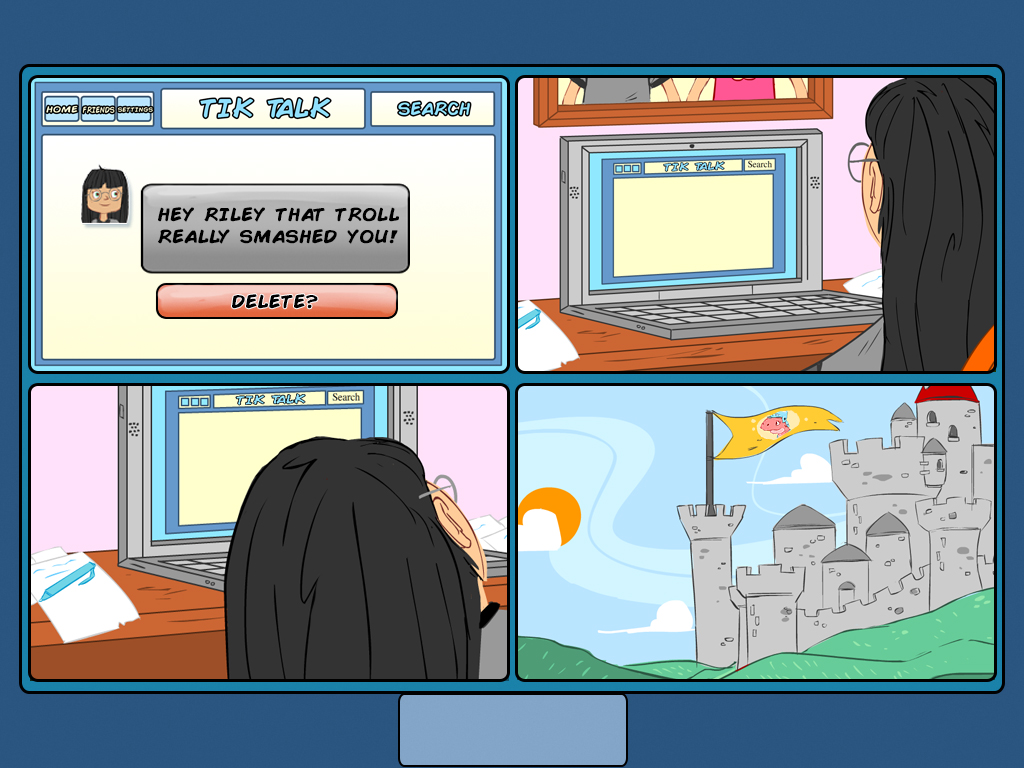 HOME FRIENDS SETTINGS TIK TALK SEARCH
HEY RILEY THAT TROLL
REALLY SMASHED YOU!
DELETE?
TIK TALK Search
TIK TALK Search